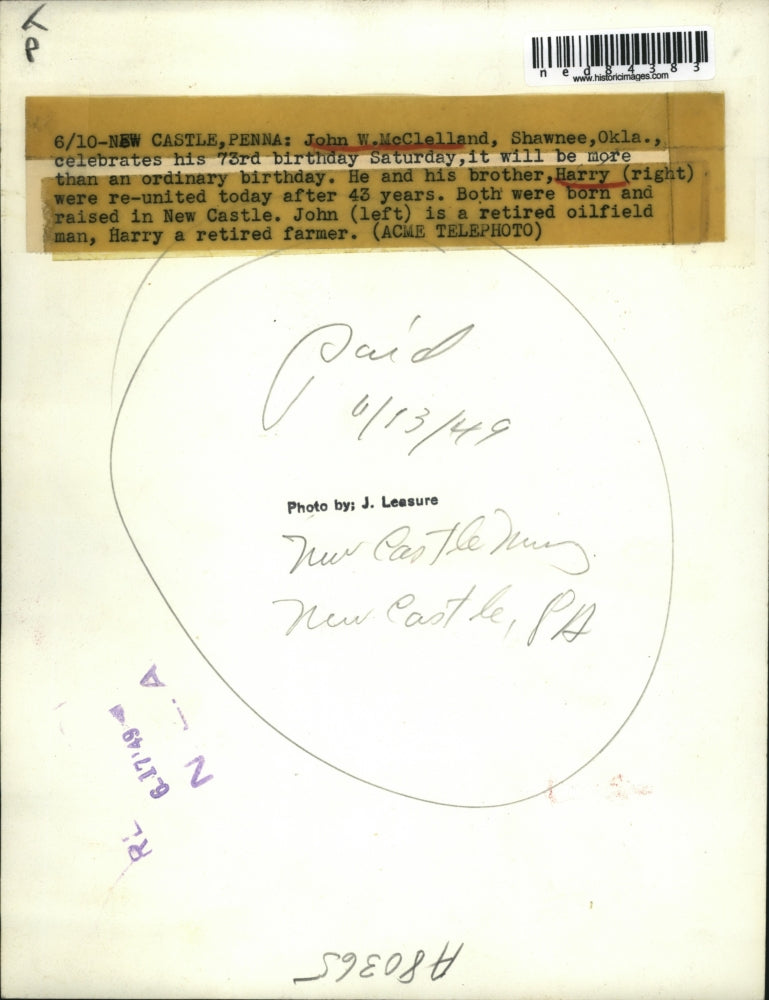 LP
ned84383
www.historicimages.com
6/10-NEW CASTLE,PENNA: John W.McClelland, Shawnee,Okla.,
celebrates his 73rd birthday Saturday,it will be more
than an ordinary birthday. He and his brother,Harry (right)
were re-united today after 43 years. Both were born and
raised in New Castle. John (left) is a retired oilfield
man, Harry a retired farmer. (ACME TELEPHOTO)
Paid
6/13/49
Photo by; J. Leasure
New Castle News
New Castle, PA
N A
6-17'49
A80365